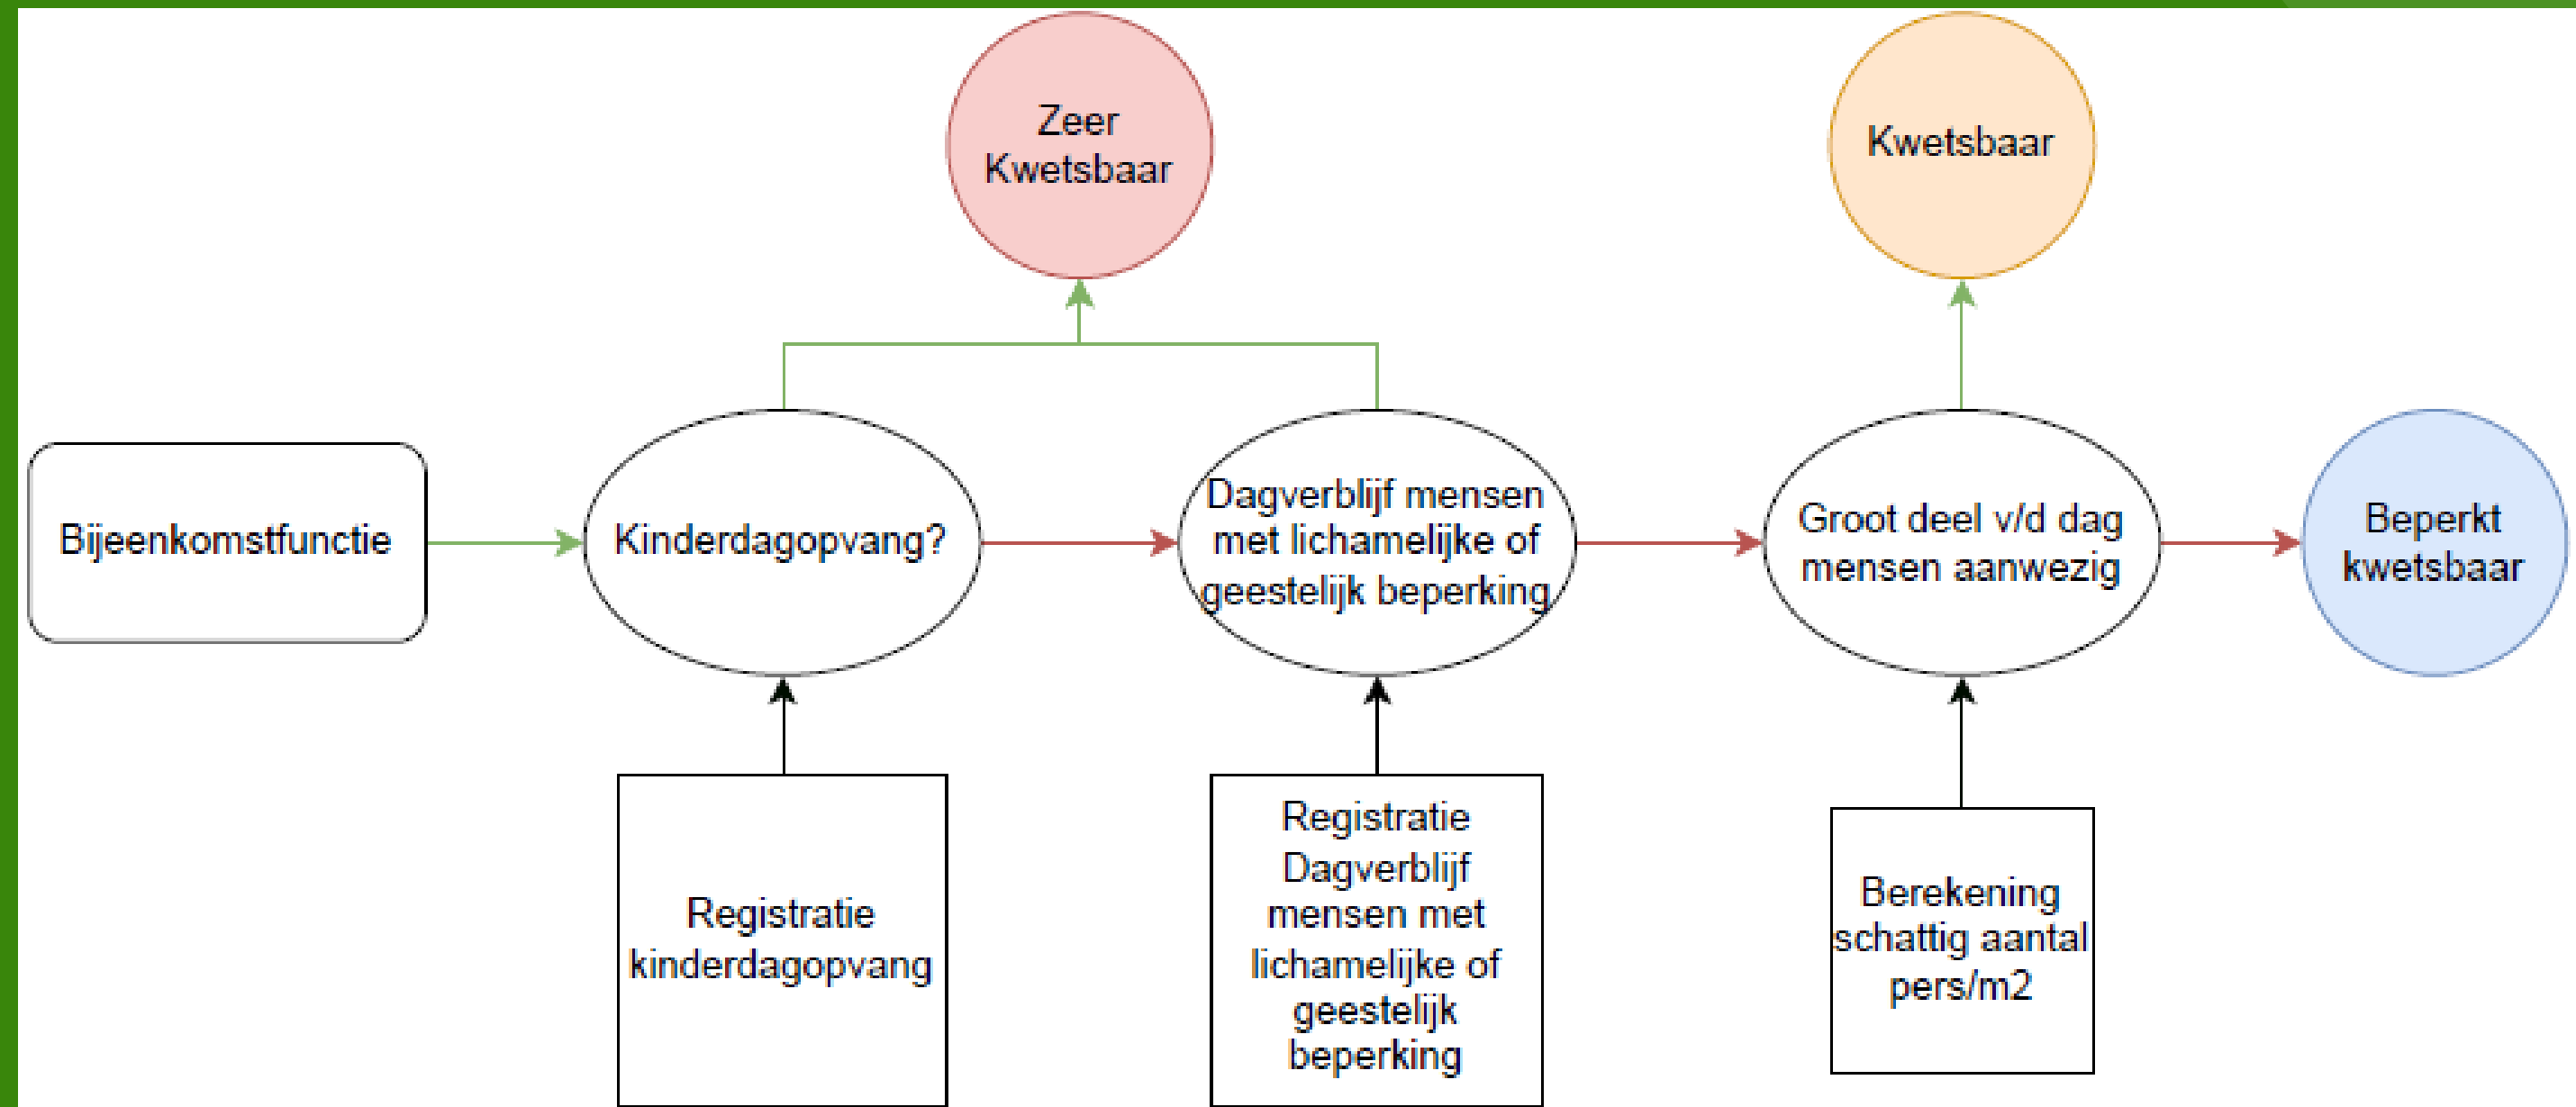 Zeer
Kwetsbaar
Kwetsbaar
Bijeenkomstfunctie
Kinderdagopvang?
Dagverblijf mensen
met lichamelijke of
geestelijk beperking
Groot deel v/d dag
mensen aanwezig
Beperkt
kwetsbaar
Registratie
kinderdagopvang
Registratie
Dagverblijf
mensen met
lichamelijke of
geestelijk
beperking
Berekening
schattig aantal
pers/m2